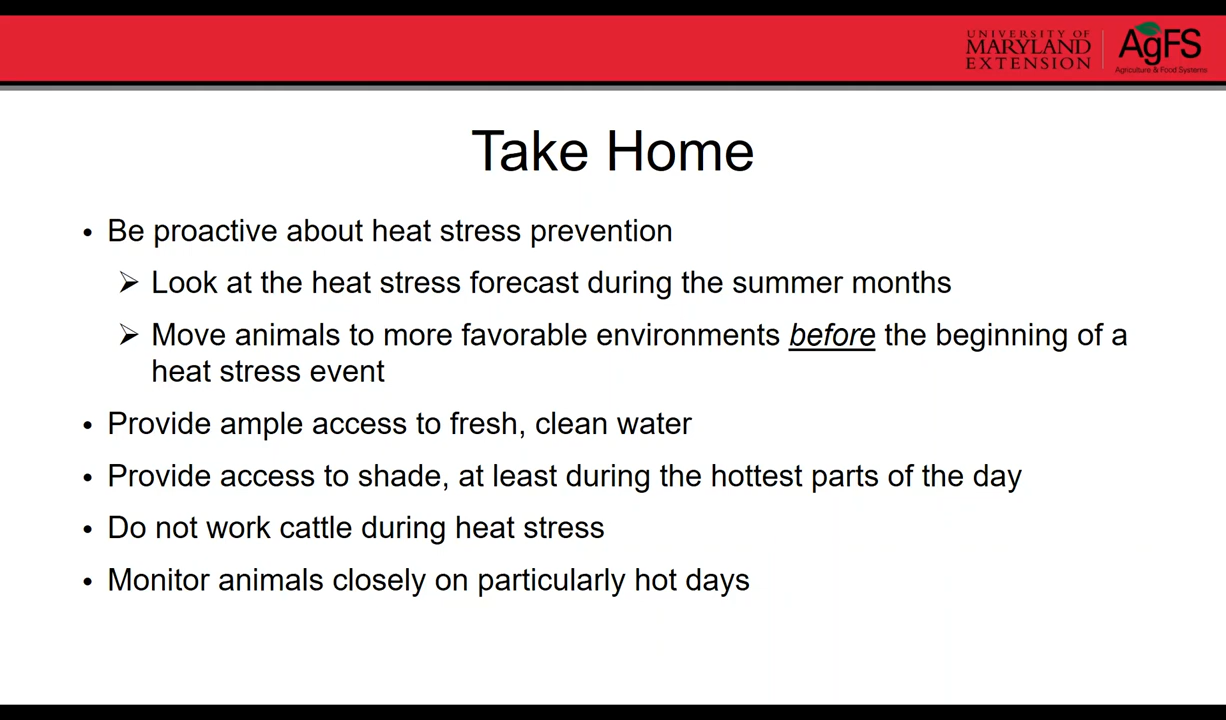 UNIVERSITY OF
MARYLAND
EXTENSION
AgFS
Agriculture & Food Systems
Take Home
• Be proactive about heat stress prevention
➢ Look at the heat stress forecast during the summer months
➢ Move animals to more favorable environments before the beginning of a
heat stress event
• Provide ample access to fresh, clean water
• Provide access to shade, at least during the hottest parts of the day
• Do not work cattle during heat stress
• Monitor animals closely on particularly hot days